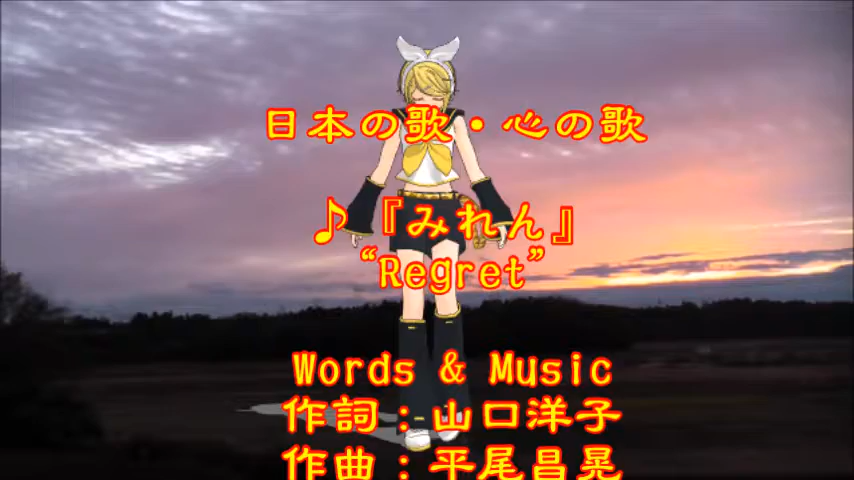 日本の歌・心の歌
♪『みれん』
“Regret”
Words & Music
作詞：山口洋子
作曲：平尾昌晃